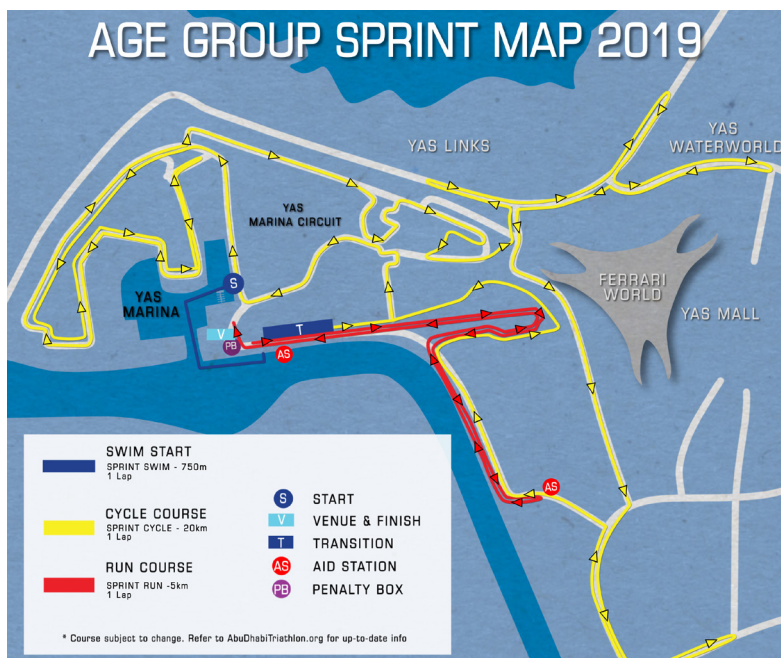 AGE GROUP SPRINT MAP 2019
YAS LINKS
YAS
WATERWORLD
YAS
MARINA CIRCUIT
S
YAS
MARINA
FERRARI
WORLD
YAS MALL
V
T
PB
AS
AS
SWIM START
SPRINT SWIM - 750m
1 Lap
CYCLE COURSE
SPRINT CYCLE - 20km
1 Lap
RUN COURSE
SPRINT RUN -5km
1 Lap
S START
V VENUE & FINISH
T TRANSITION
AS AID STATION
PB PENALTY BOX
* Course subject to change. Refer to AbuDhabiTriathlon.org for up-to-date info